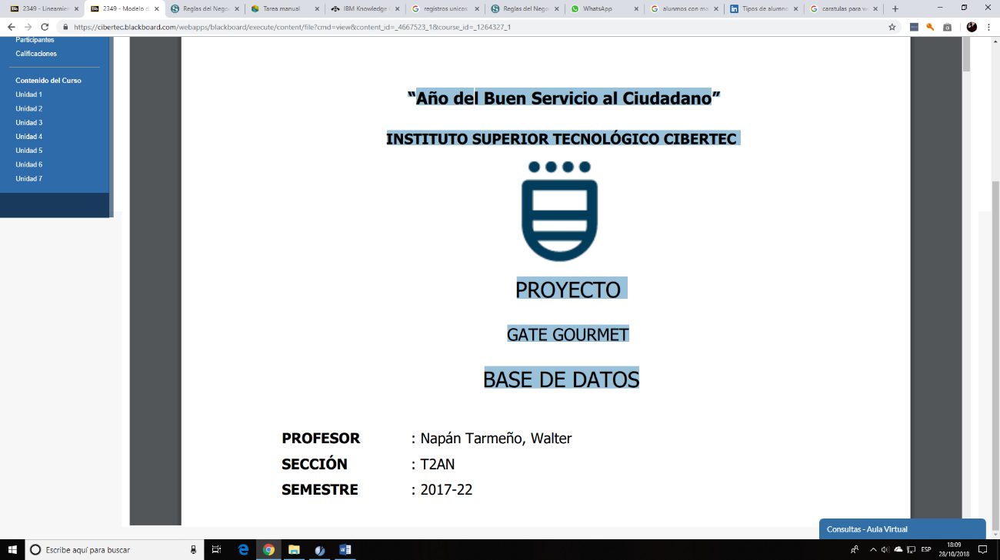 2349 - Lineamien
2349 - Modelo d
Reglas del Nego
Tarea manual
IBM Knowledge
registros unicos
Reglas del Nego
WhatsApp
alunmos con ma
Tipos de alumno
caratulas para wo
https://cibertec.blackboard.com/webapps/blackboard/execute/content/file?cmd=view&content_id=_4667523_1&course_id=_1264327_1
Participantes
Calificaciones
Contenido del Curso
Unidad 1
Unidad 2
Unidad 3
Unidad 4
Unidad 5
Unidad 6
Unidad 7
“Año del Buen Servicio al Ciudadano”
INSTITUTO SUPERIOR TECNOLÓGICO CIBERTEC
PROYECTO
GATE GOURMET
BASE DE DATOS
PROFESOR : Napán Tarmeño, Walter
SECCIÓN : T2AN
SEMESTRE : 2017-22
Consultas - Aula Virtual
Escribe aquí para buscar
ESP
18:09
28/10/2018